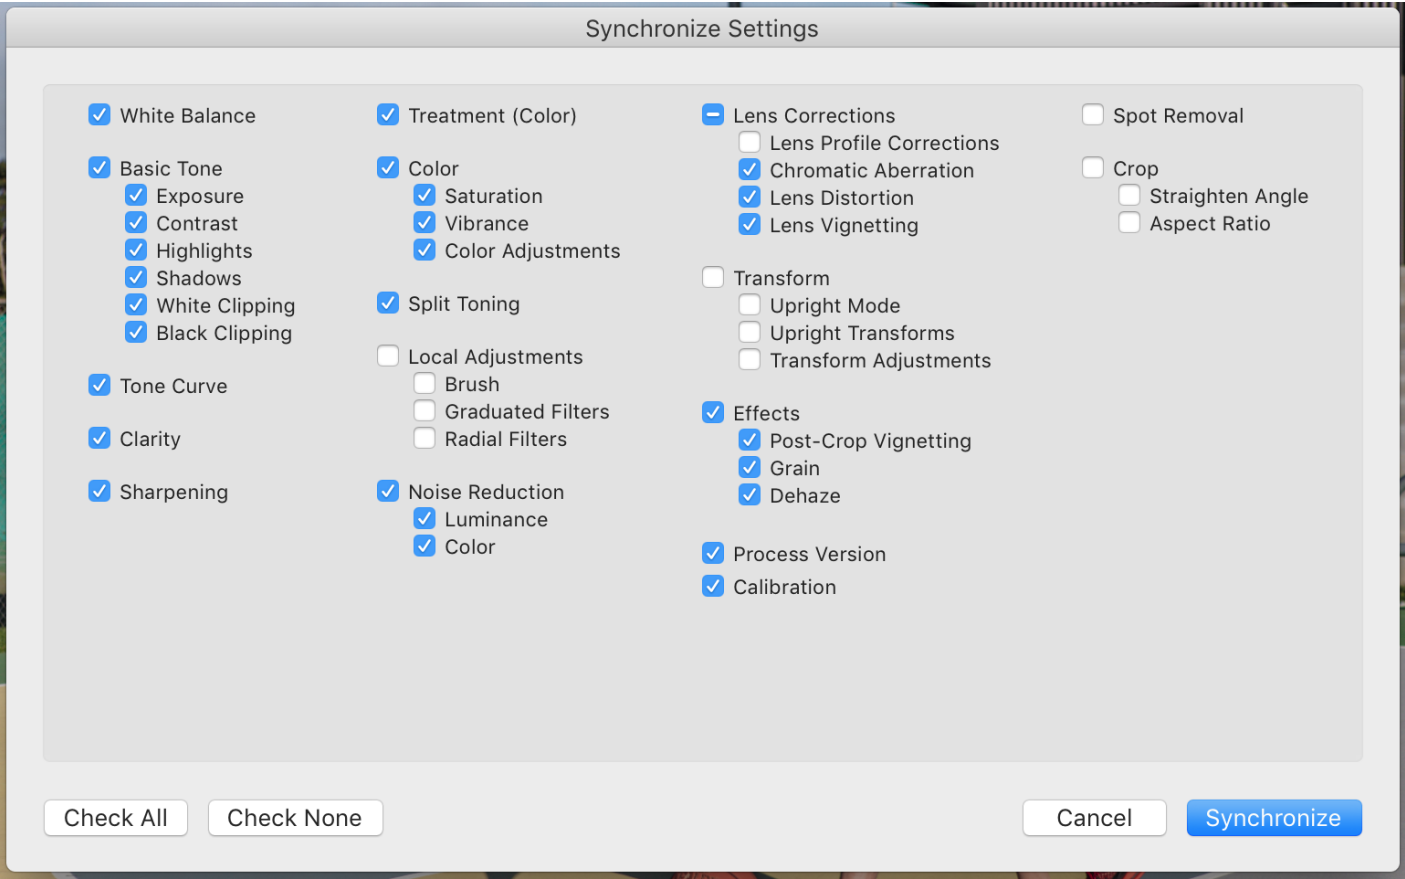 Synchronize Settings
White Balance
Basic Tone
Exposure
Contrast
Highlights
Shadows
White Clipping
Black Clipping
Tone Curve
Clarity
Sharpening
Treatment (Color)
Color
Saturation
Vibrance
Color Adjustments
Split Toning
Local Adjustments
Brush
Graduated Filters
Radial Filters
Noise Reduction
Luminance
Color
Lens Corrections
Lens Profile Corrections
Chromatic Aberration
Lens Distortion
Lens Vignetting
Transform
Upright Mode
Upright Transforms
Transform Adjustments
Effects
Post-Crop Vignetting
Grain
Dehaze
Process Version
Calibration
Spot Removal
Crop
Straighten Angle
Aspect Ratio
Check All
Check None
Cancel
Synchronize